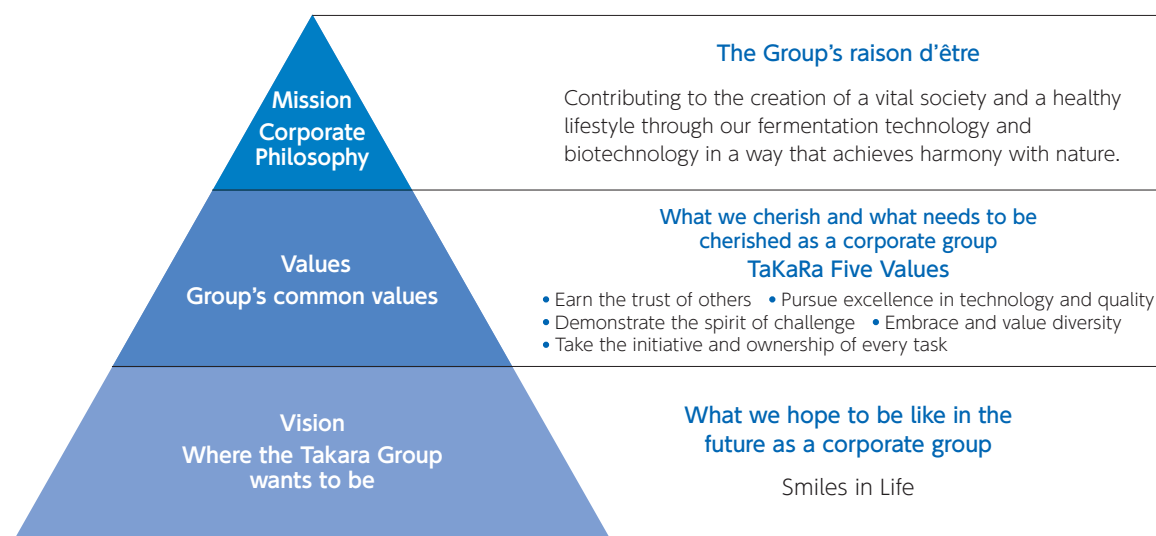 Mission
Corporate
Philosophy
The Group’s raison d’être
Contributing to the creation of a vital society and a healthy
lifestyle through our fermentation technology and
biotechnology in a way that achieves harmony with nature.
Values
Group’s common values
What we cherish and what needs to be
cherished as a corporate group
TaKaRa Five Values
• Earn the trust of others • Pursue excellence in technology and quality
• Demonstrate the spirit of challenge • Embrace and value diversity
• Take the initiative and ownership of every task
Vision
Where the Takara Group
wants to be
What we hope to be like in the
future as a corporate group
Smiles in Life